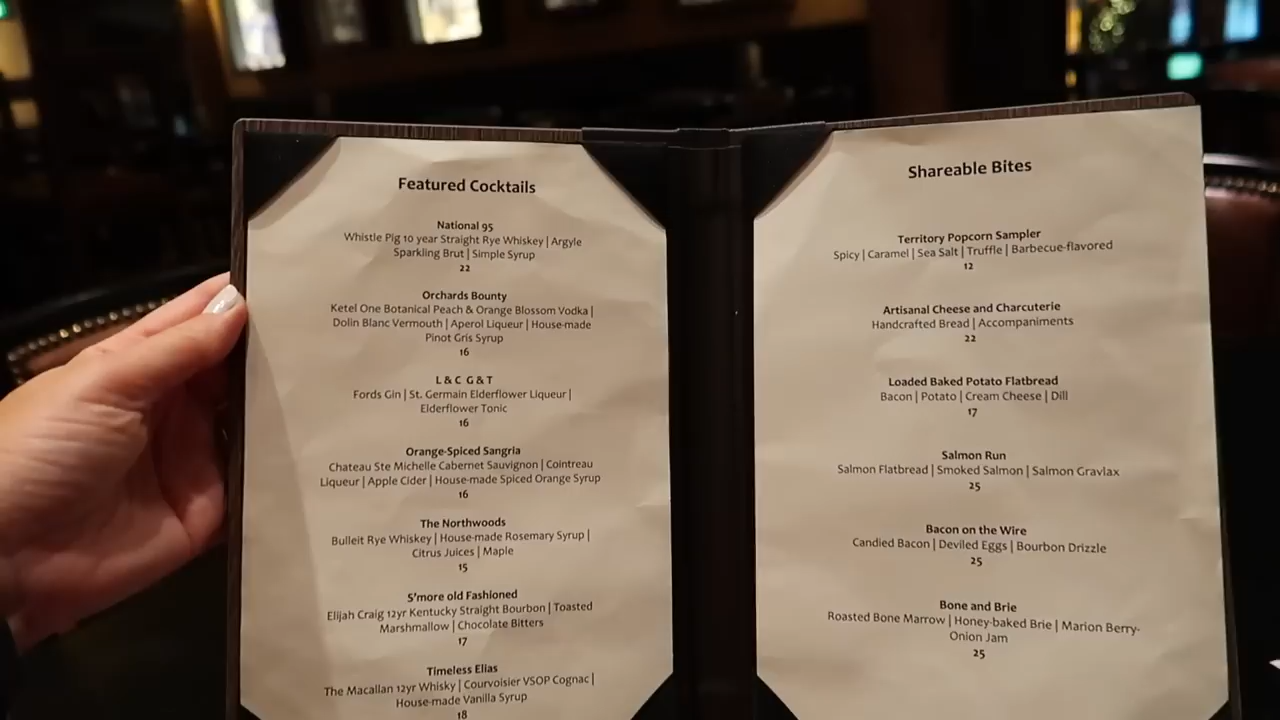 Featured Cocktails
National 95
Whistle Pig 10 year Straight Rye Whiskey | Argyle
Sparkling Brut | Simple Syrup
22
Orchards Bounty
Ketel One Botanical Peach & Orange Blossom Vodka |
Dolin Blanc Vermouth | Aperol Liqueur | House-made
Pinot Gris Syrup
16
L & C G & T
Fords Gin | St. Germain Elderflower Liqueur |
Elderflower Tonic
16
Orange-Spiced Sangria
Chateau Ste Michelle Cabernet Sauvignon | Cointreau
Liqueur | Apple Cider | House-made Spiced Orange Syrup
16
The Northwoods
Bulleit Rye Whiskey | House-made Rosemary Syrup |
Citrus Juices | Maple
15
S'more old Fashioned
Elijah Craig 12yr Kentucky Straight Bourbon | Toasted
Marshmallow | Chocolate Bitters
17
Timeless Elias
The Macallan 12yr Whisky | Courvoisier VSOP Cognac |
House-made Vanilla Syrup
18
Shareable Bites
Territory Popcorn Sampler
Spicy | Caramel | Sea Salt | Truffle | Barbecue-flavored
12
Artisanal Cheese and Charcuterie
Handcrafted Bread | Accompaniments
22
Loaded Baked Potato Flatbread
Bacon | Potato | Cream Cheese | Dill
17
Salmon Run
Salmon Flatbread | Smoked Salmon | Salmon Gravlax
25
Bacon on the Wire
Candied Bacon | Deviled Eggs | Bourbon Drizzle
25
Bone and Brie
Roasted Bone Marrow | Honey-baked Brie | Marion Berry-
Onion Jam
25